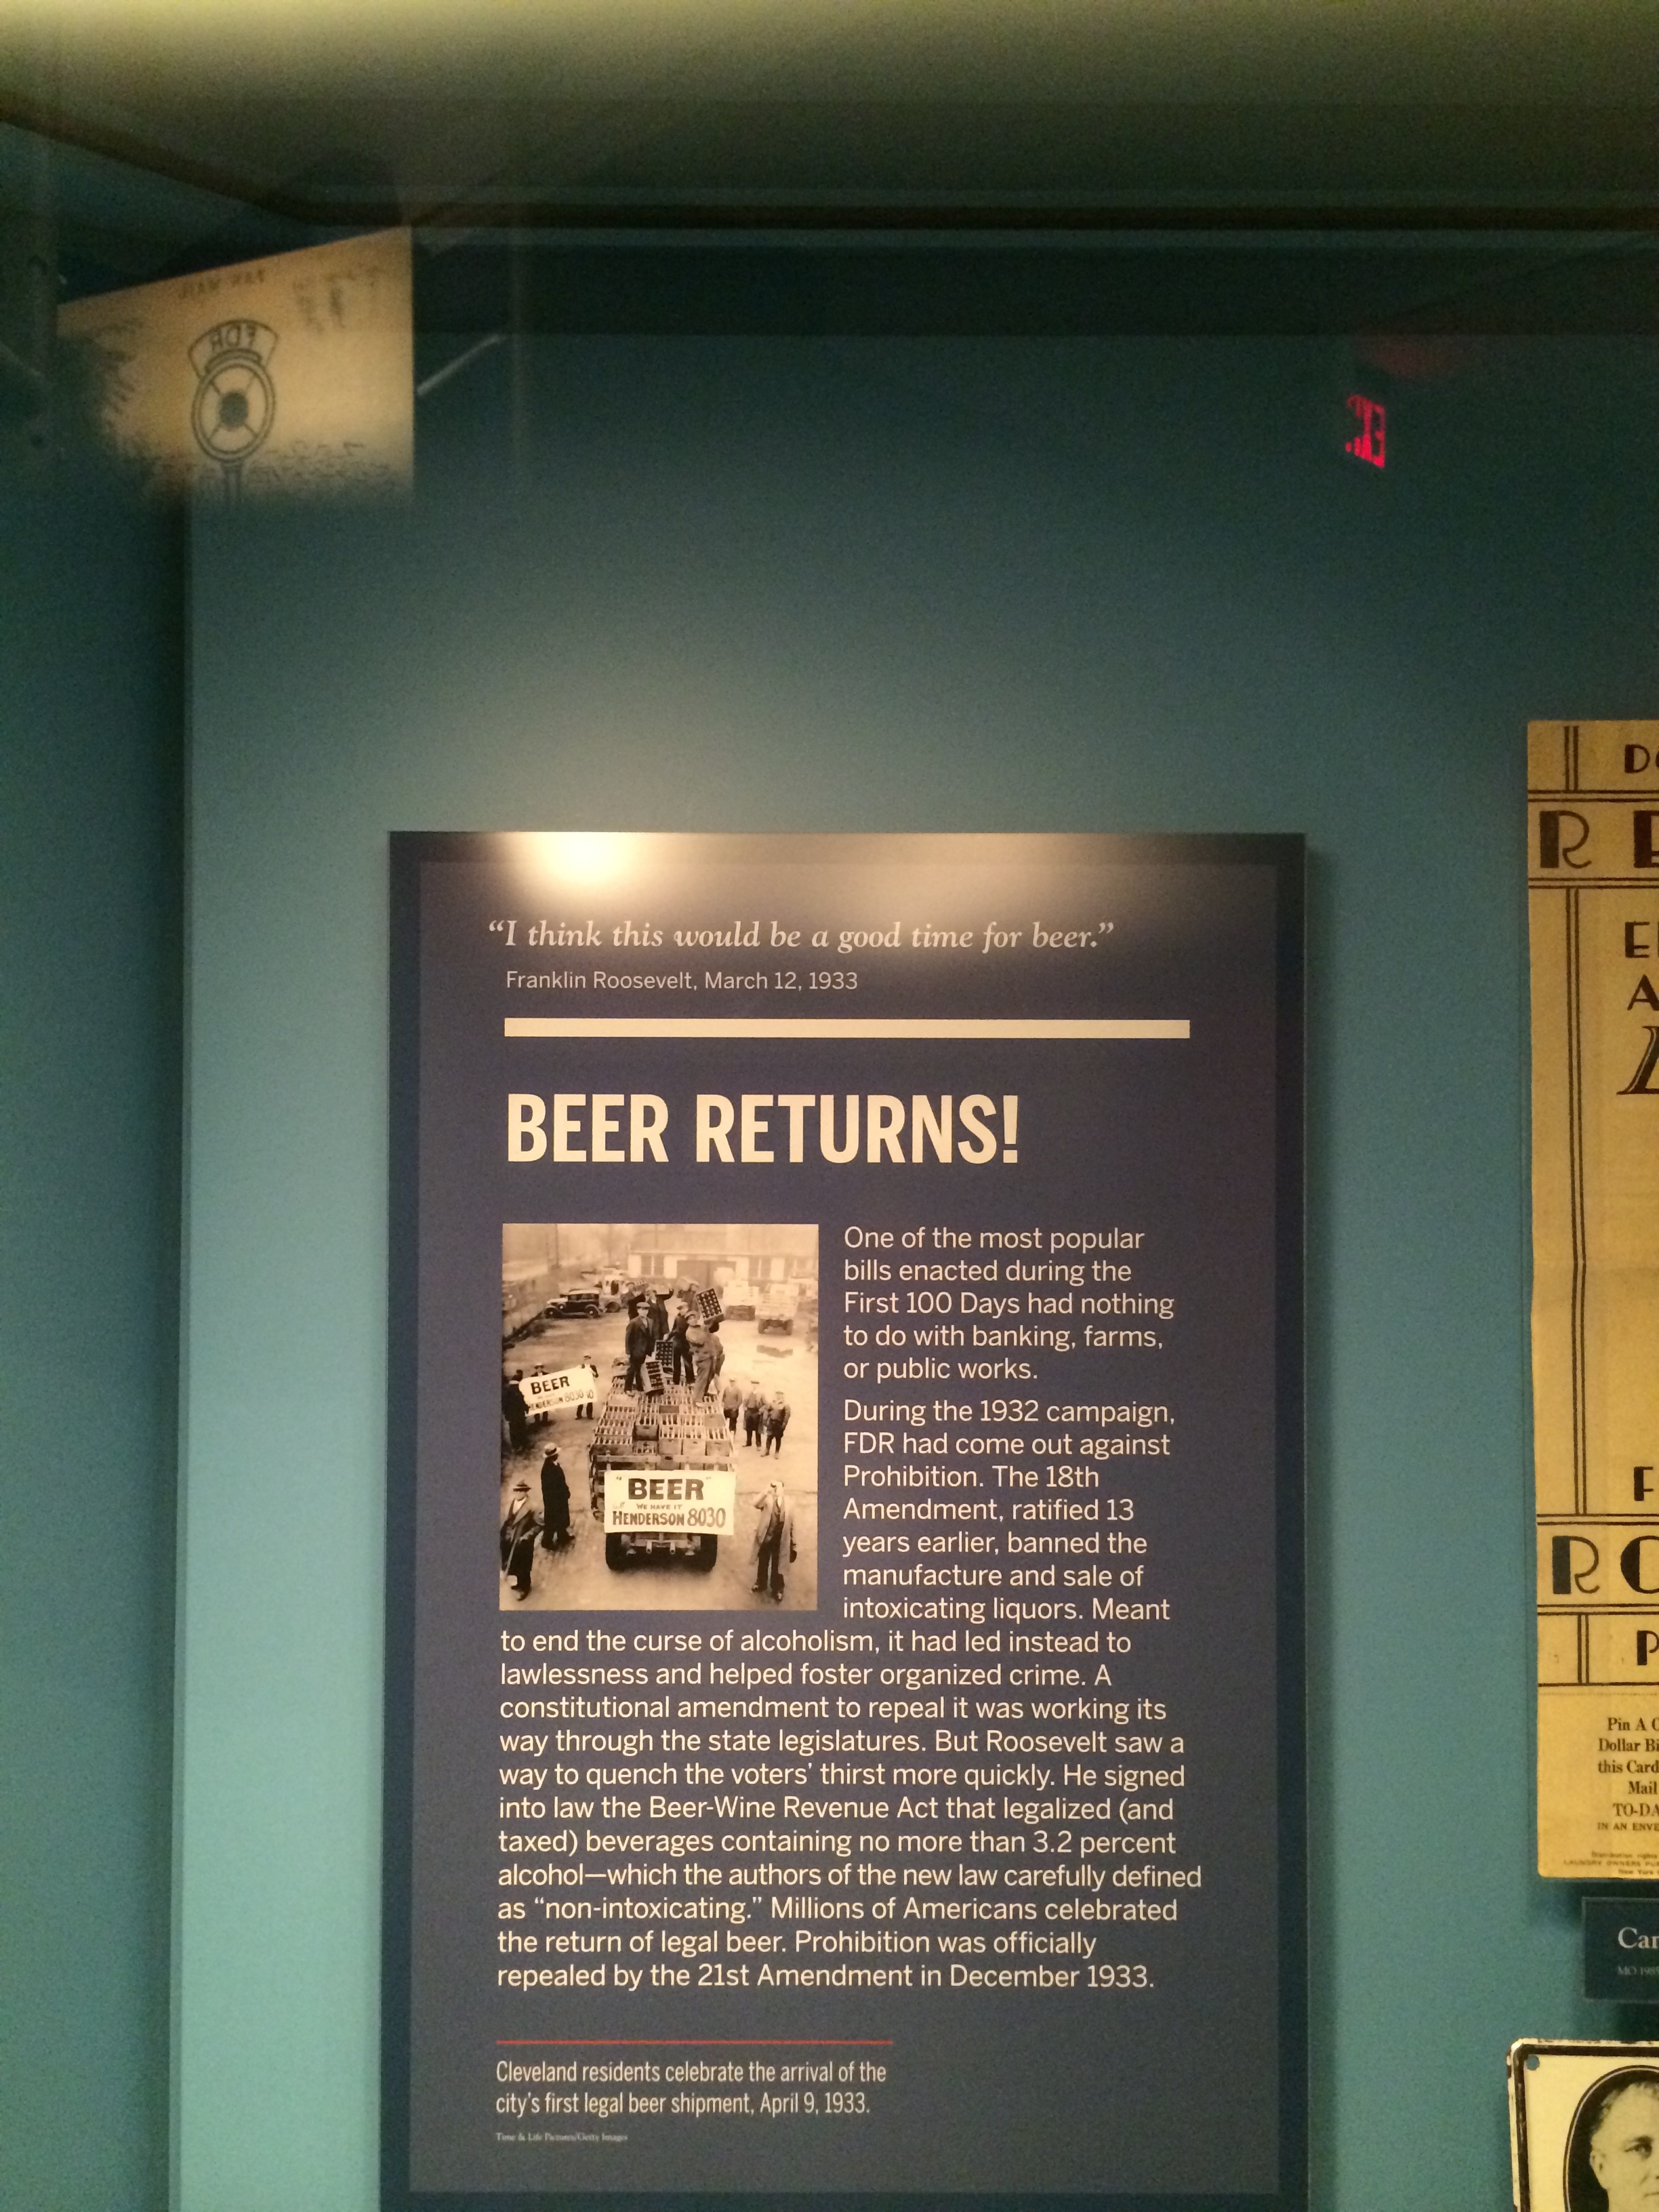 FDR
“I think this would be a good time for beer.”
Franklin Roosevelt, March 12, 1933
BEER RETURNS!
One of the most popular
bills enacted during the
First 100 Days had nothing
to do with banking, farms,
or public works.
During the 1932 campaign,
FDR had come out against
Prohibition. The 18th
Amendment, ratified 13
years earlier, banned the
manufacture and sale of
intoxicating liquors. Meant
to end the curse of alcoholism, it had led instead to
lawlessness and helped foster organized crime. A
constitutional amendment to repeal it was working its
way through the state legislatures. But Roosevelt saw a
way to quench the voters’ thirst more quickly. He signed
into law the Beer-Wine Revenue Act that legalized (and
taxed) beverages containing no more than 3.2 percent
alcohol—which the authors of the new law carefully defined
as “non-intoxicating.” Millions of Americans celebrated
the return of legal beer. Prohibition was officially
repealed by the 21st Amendment in December 1933.
BEER
HENDERSON 8030
"BEER"
WE HAVE IT
HENDERSON 8030
Cleveland residents celebrate the arrival of the
city’s first legal beer shipment, April 9, 1933.
Time & Life Pictures/Getty Images
R
A
F
R O
P
Pin A
Dollar
this Card
Mail
IN AN